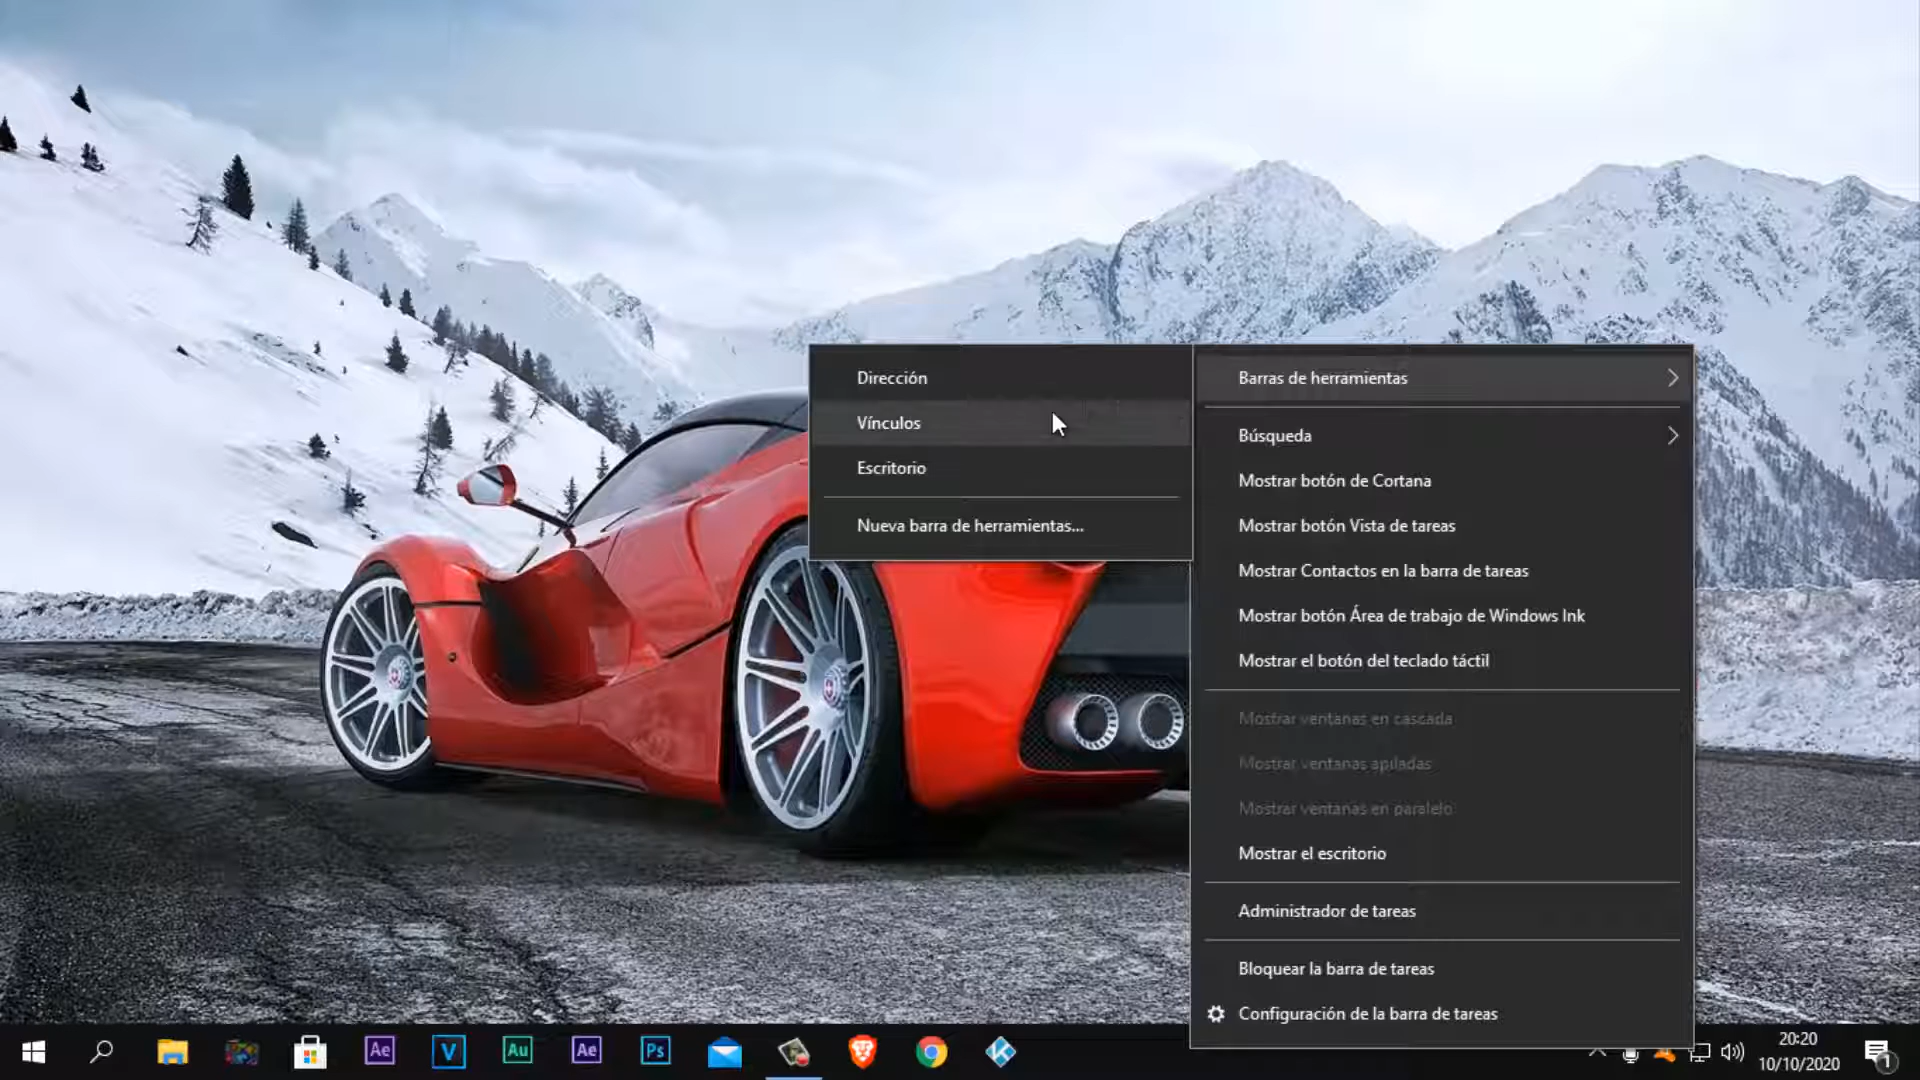 Dirección
Vínculos
Escritorio
Nueva barra de herramientas...
Barras de herramientas
Búsqueda
Mostrar botón de Cortana
Mostrar botón Vista de tareas
Mostrar Contactos en la barra de tareas
Mostrar botón Área de trabajo de Windows Ink
Mostrar el botón del teclado táctil
Mostrar ventanas en cascada
Mostrar ventanas apiladas
Mostrar ventanas en paralelo
Mostrar el escritorio
Administrador de tareas
Bloquear la barra de tareas
Configuración de la barra de tareas
Ae
V
Au
Ae
Ps
20:20
10/10/2020
1